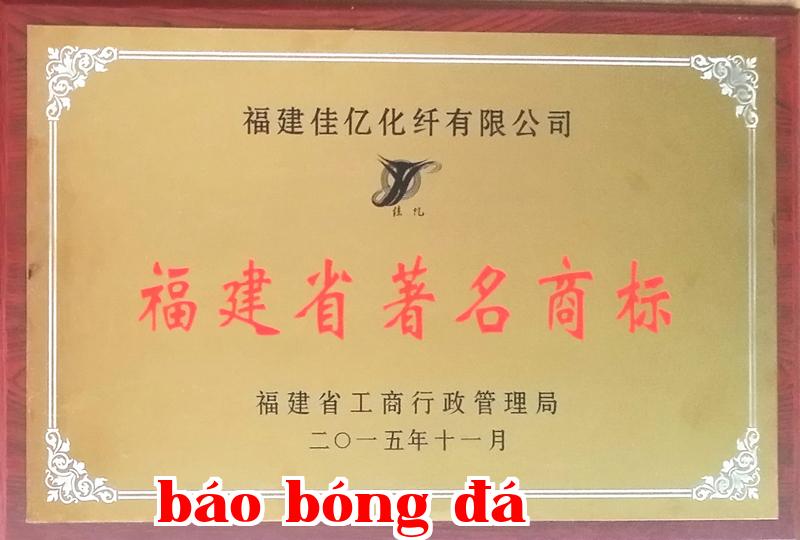 福建佳亿化纤有限公司
佳亿
福建省著名商标
福建省工商行政管理局
二〇一五年十一月
báo bóng đá